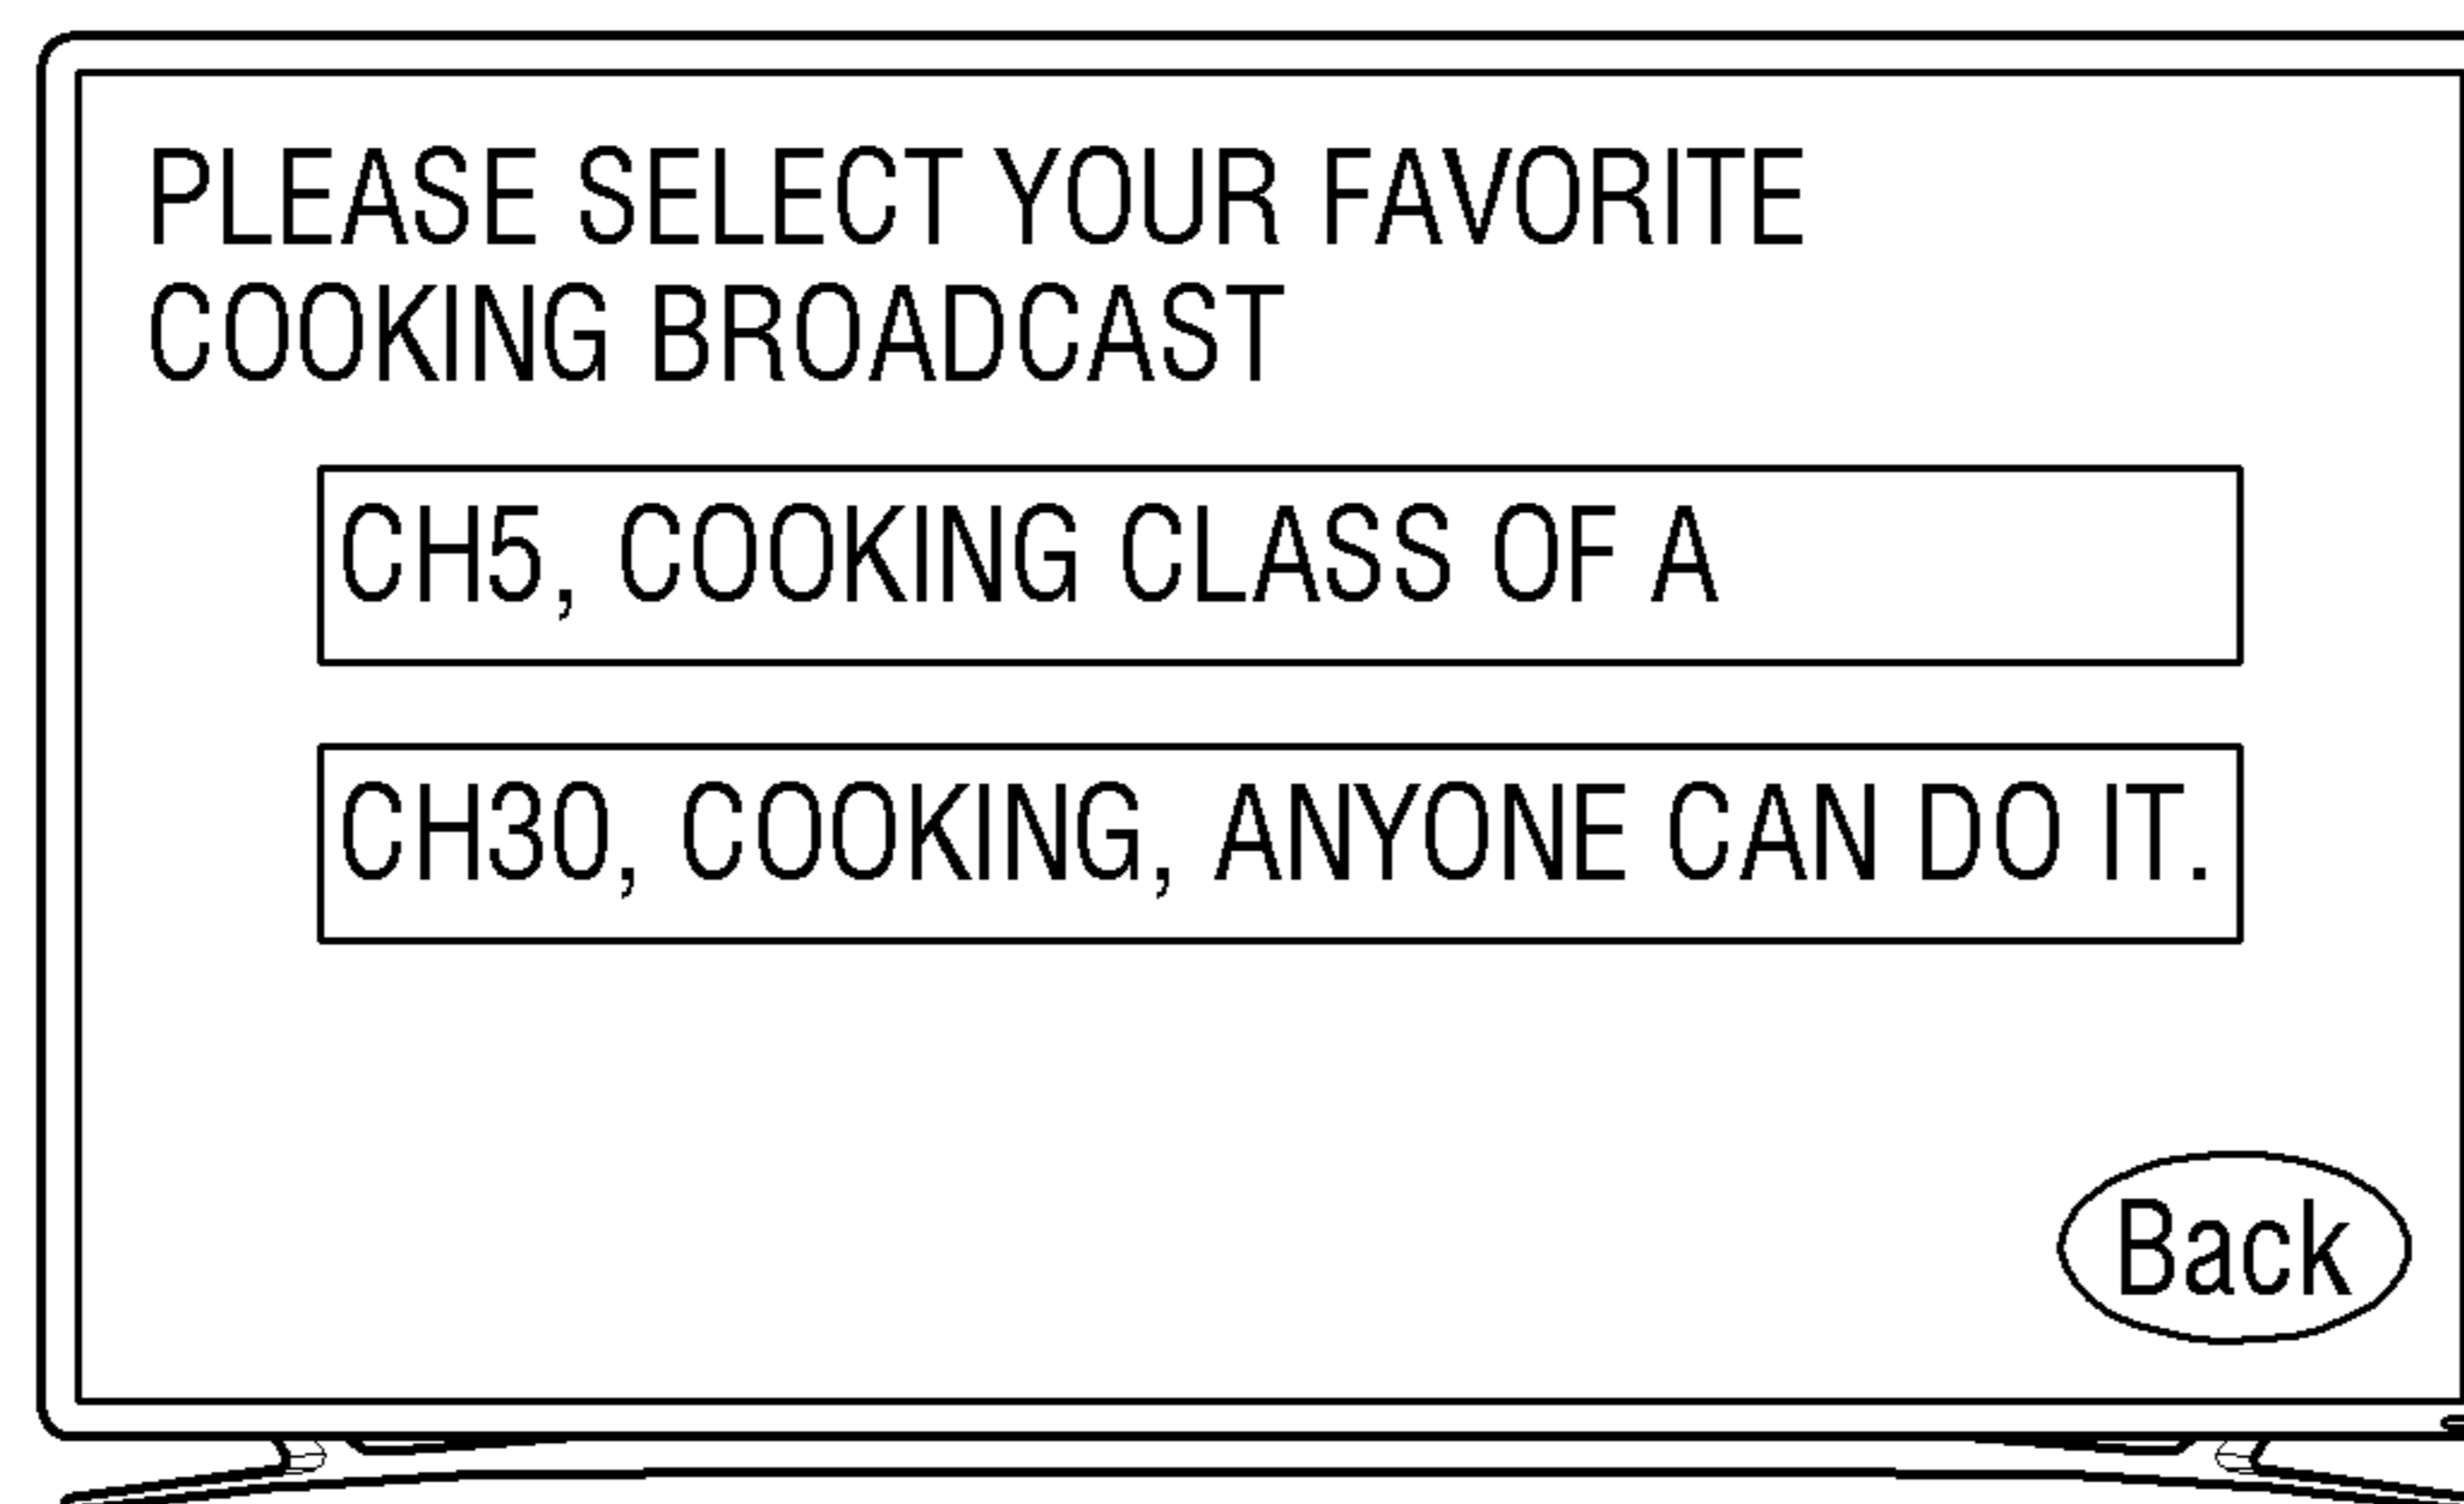 PLEASE SELECT YOUR FAVORITE
COOKING BROADCAST
CH5, COOKING CLASS OF A
CH30, COOKING, ANYONE CAN DO IT.
Back